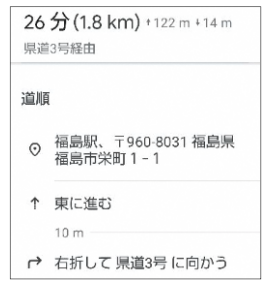 26 分 (1.8 km) ↑122 m ↓14 m
県道3号経由
道順
福島駅、〒960-8031 福島県
福島市栄町1－1
東に進む
10 m
右折して 県道3号 に向かう